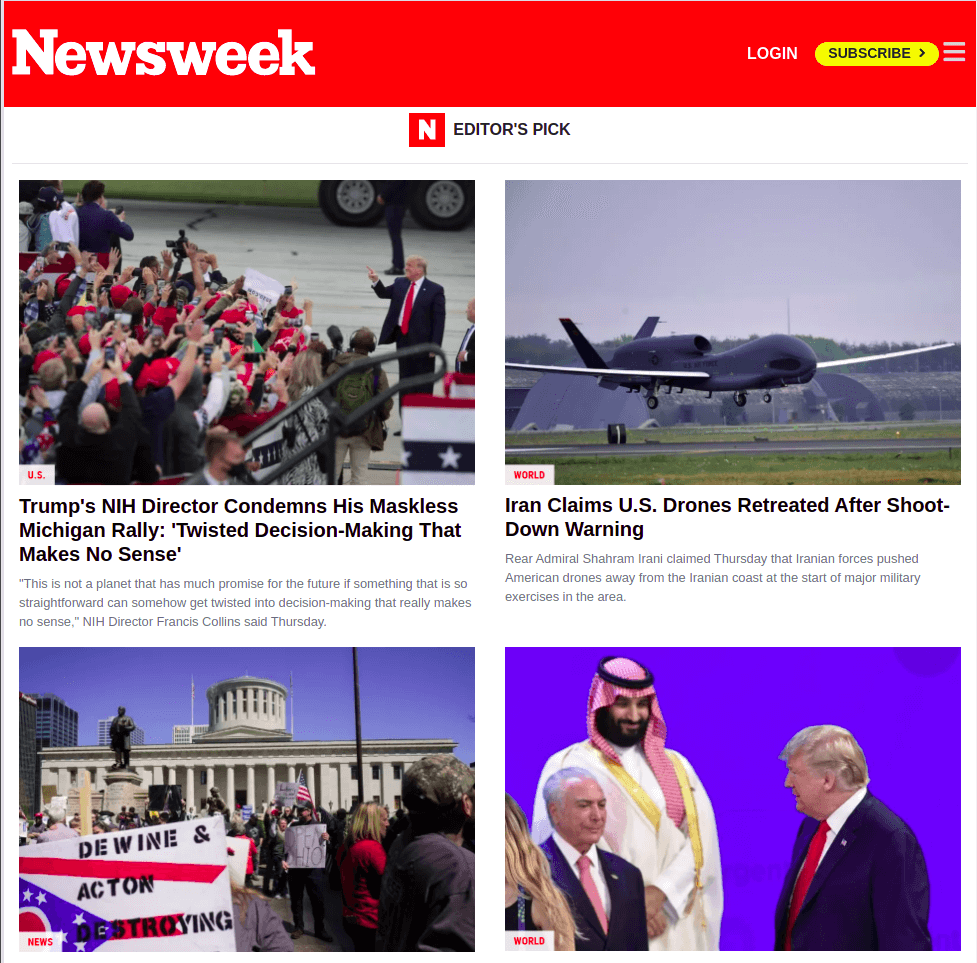 Newsweek
LOGIN
SUBSCRIBE >
N EDITOR'S PICK
U.S.
Trump's NIH Director Condemns His Maskless
Michigan Rally: 'Twisted Decision-Making That
Makes No Sense'
"This is not a planet that has much promise for the future if something that is so
straightforward can somehow get twisted into decision-making that really makes
no sense," NIH Director Francis Collins said Thursday.
WORLD
Iran Claims U.S. Drones Retreated After Shoot-
Down Warning
Rear Admiral Shahram Irani claimed Thursday that Iranian forces pushed
American drones away from the Iranian coast at the start of major military
exercises in the area.
DEWINE &
ACTON
DESTROYING
NEWS
WORLD